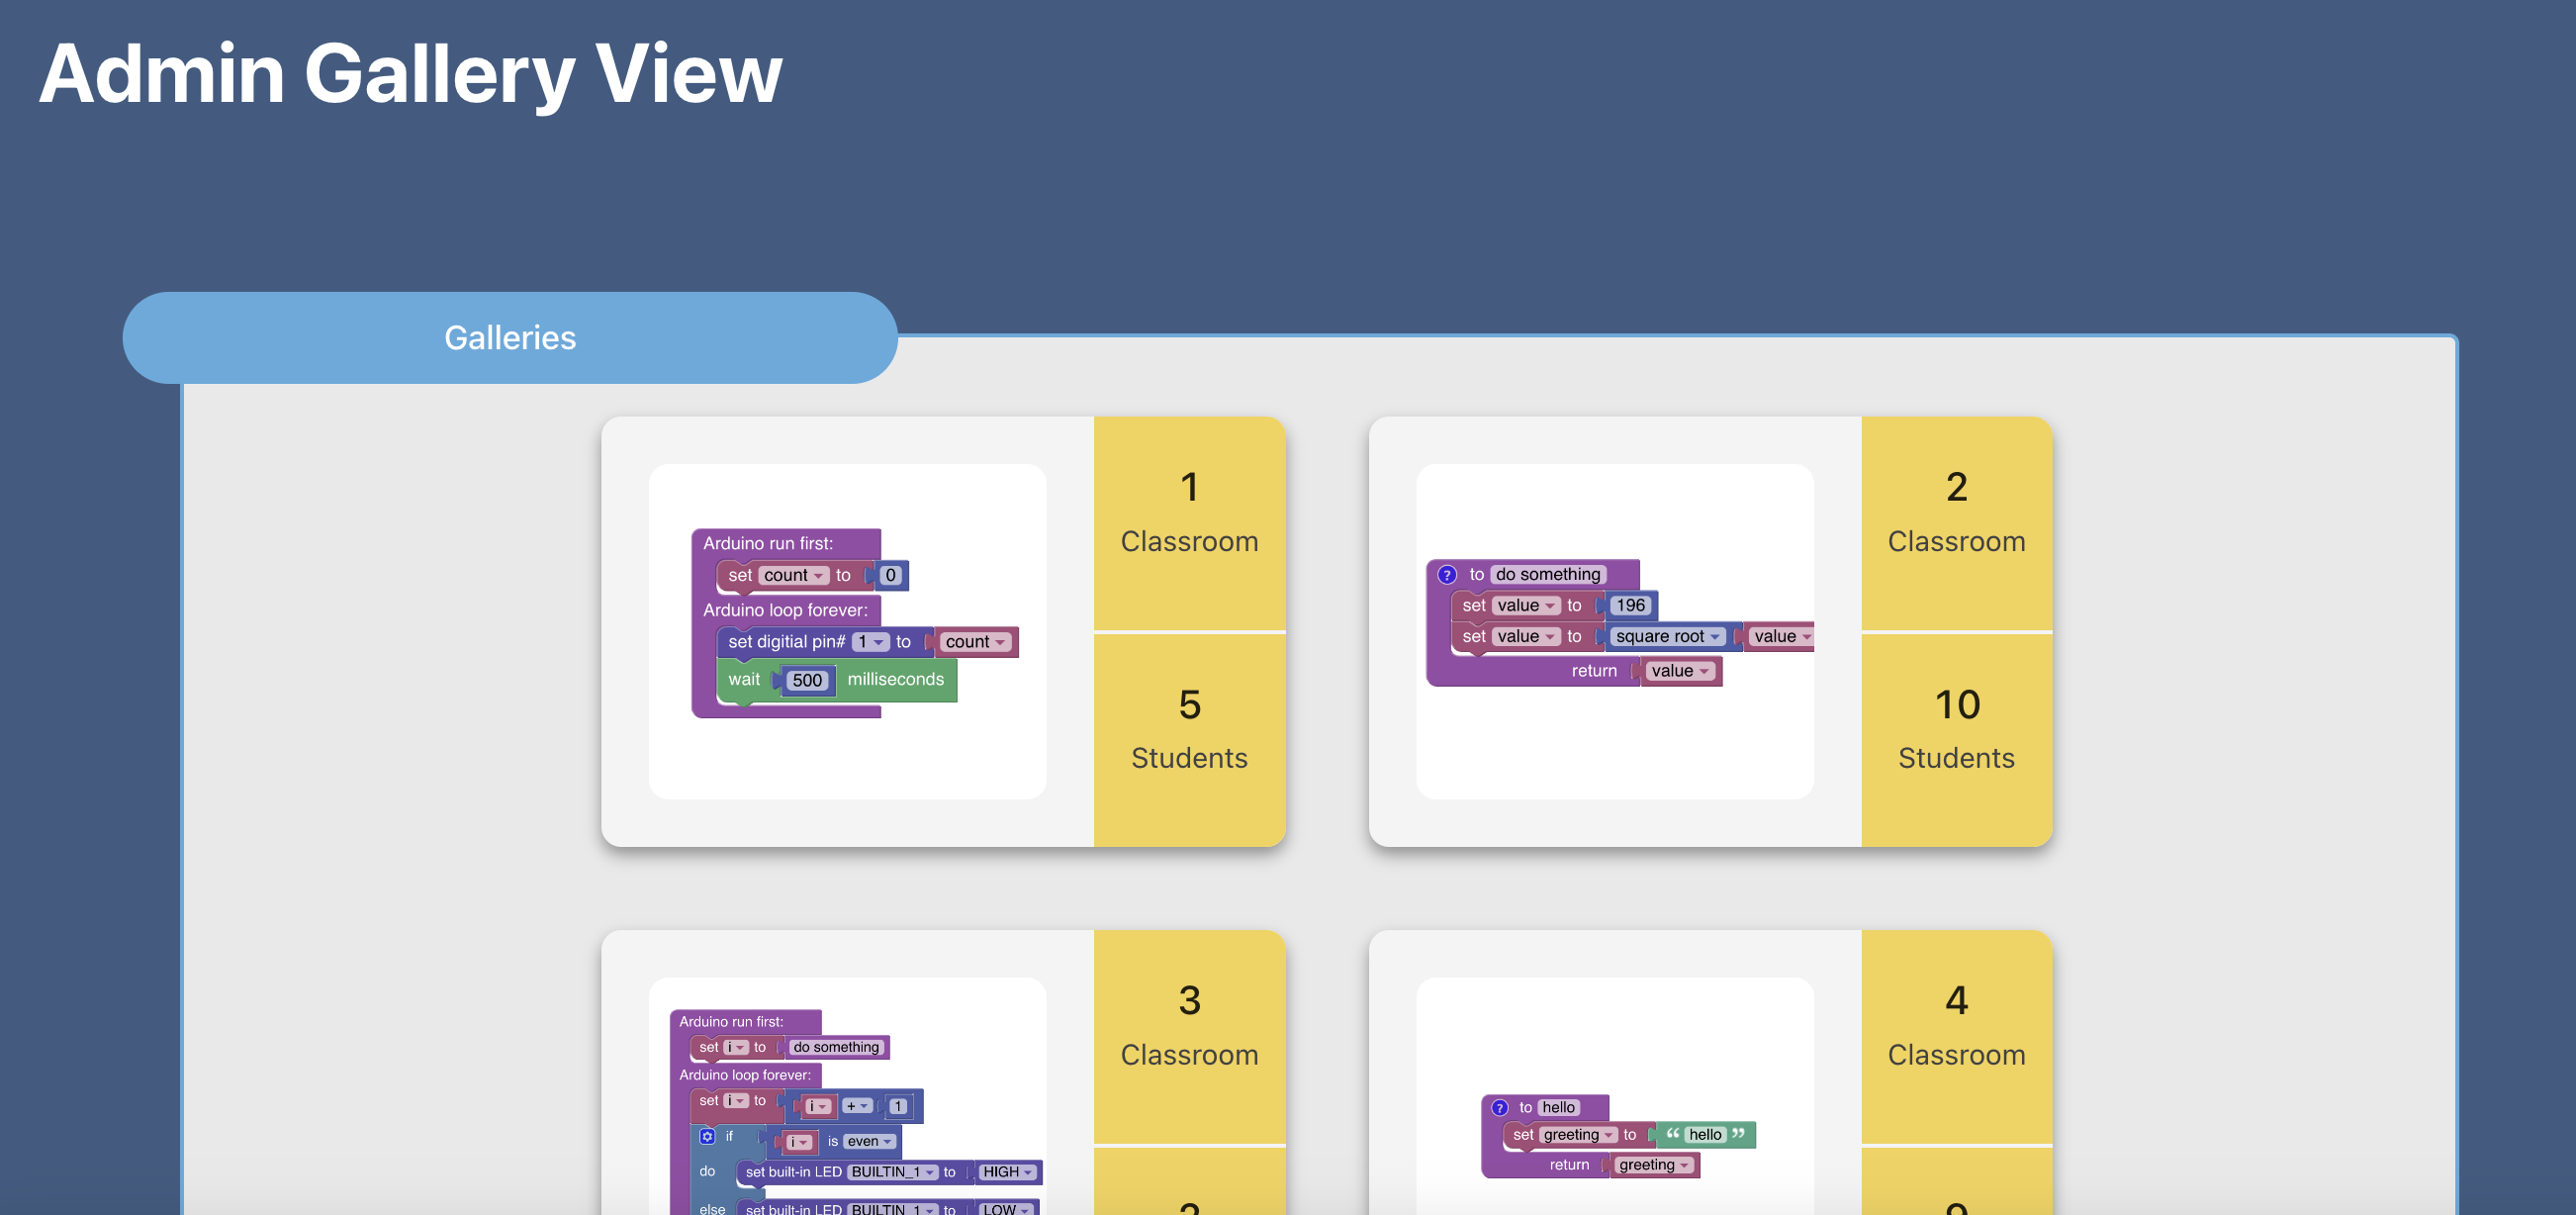 Admin Gallery View
Galleries
Arduino run first:
set count to 0
Arduino loop forever:
set digitial pin# 1 to count
wait 500 milliseconds
1
Classroom
5
Students
? to do something
set value to 196
set value to square root value
return value
2
Classroom
10
Students
Arduino run first:
set i to do something
Arduino loop forever:
set i to i + 1
if i is even
do set built-in LED BUILTIN_1 to HIGH
else set built-in LED BUILTIN_1 to LOW
3
Classroom
? to hello
set greeting to “ hello ”
return greeting
4
Classroom